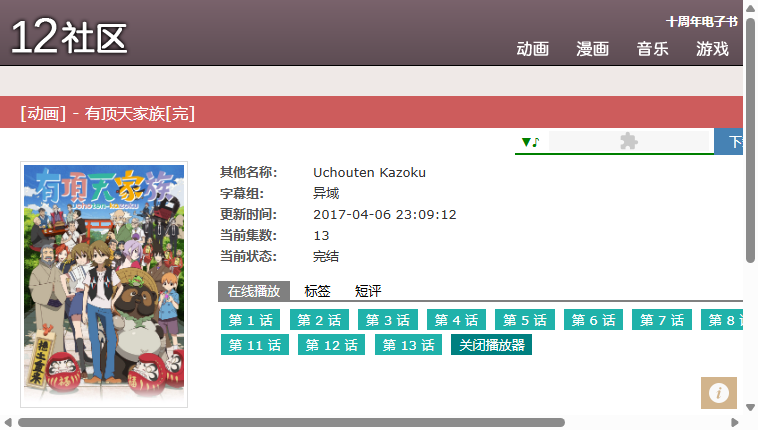 12社区
十周年电子书
动画 漫画 音乐 游戏
[动画] - 有顶天家族[完]
▼♪
有頂天家族
Uchouten-kazoku
其他名称: Uchouten Kazoku
字幕组: 异域
更新时间: 2017-04-06 23:09:12
当前集数: 13
当前状态: 完结
在线播放 标签 短评
第 1 话 第 2 话 第 3 话 第 4 话 第 5 话 第 6 话 第 7 话 第 8
第 11 话 第 12 话 第 13 话 关闭播放器